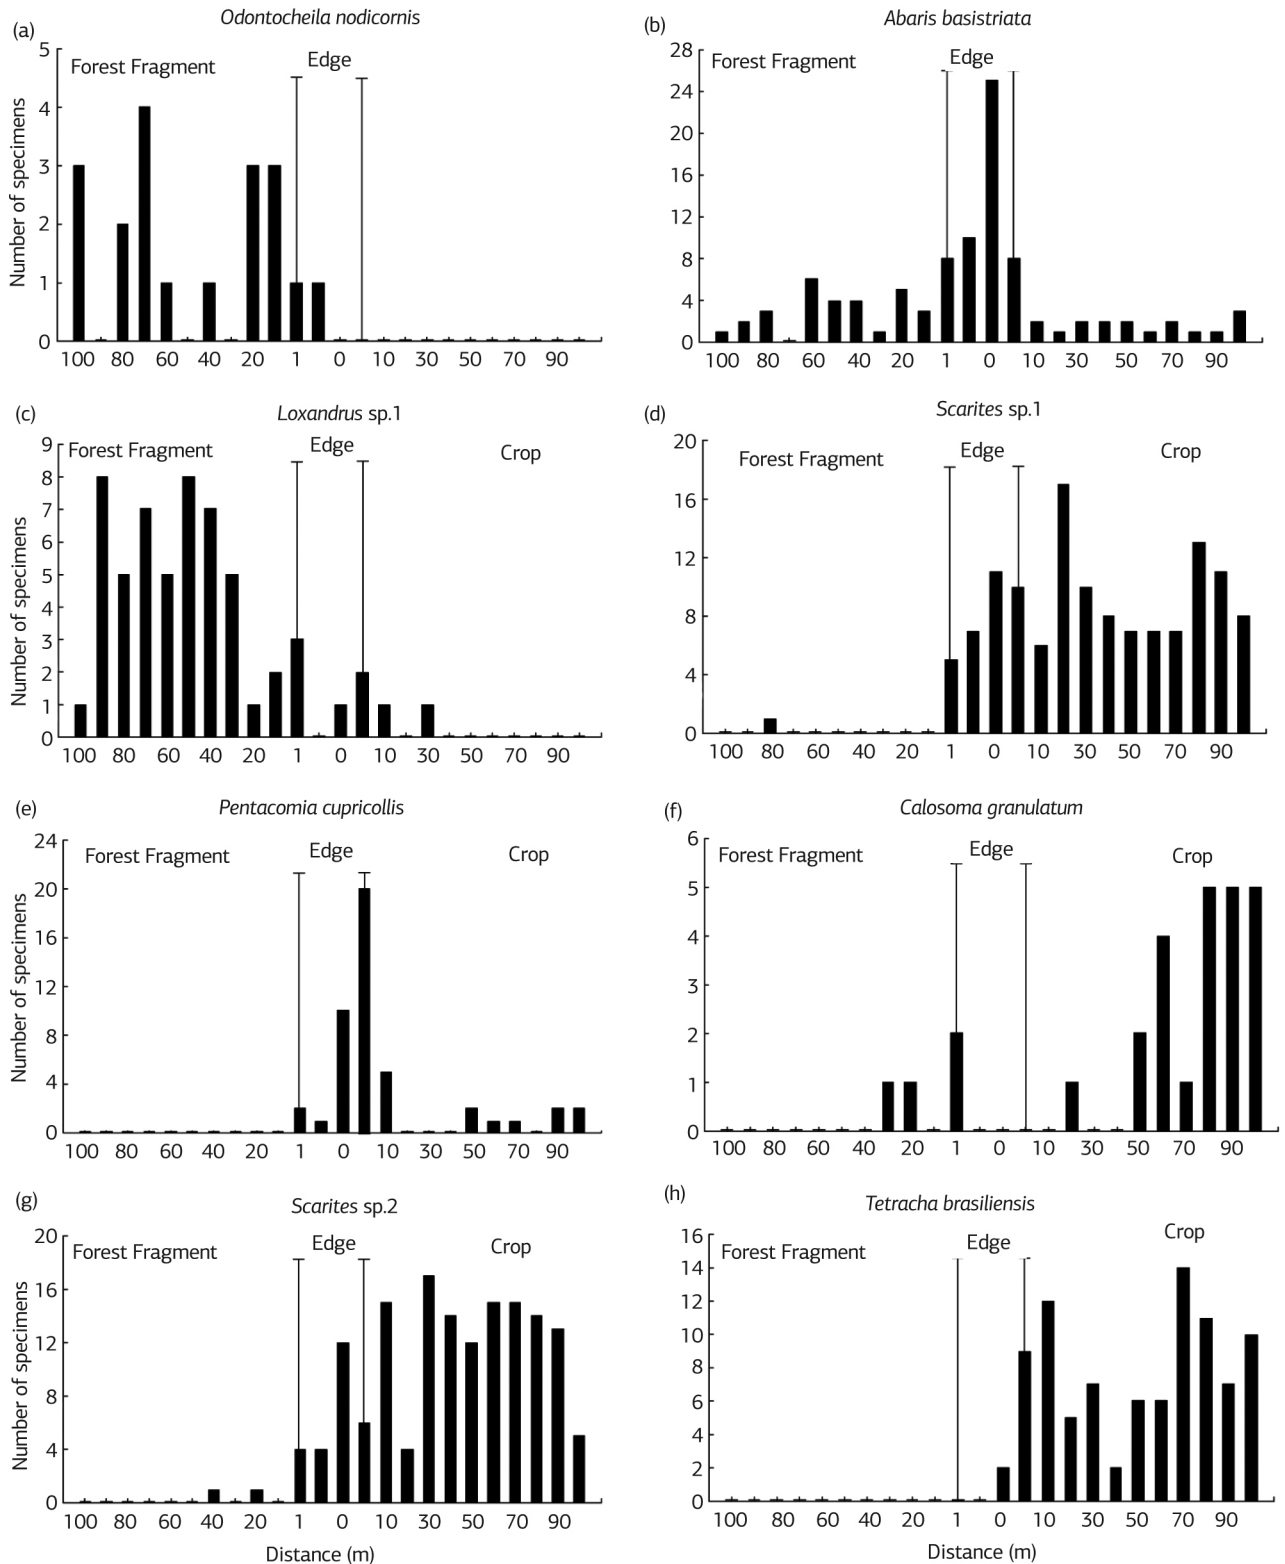 (a)
Odontocheila nodicornis
Forest Fragment
Edge
Number of specimens
5
4
3
2
1
0
100 80 60 40 20 1 0 10 30 50 70 90
(b)
Abaris basistriata
Forest Fragment
Edge
28
24
20
16
12
8
4
0
100 80 60 40 20 1 0 10 30 50 70 90
(c)
Loxandrus sp.1
Forest Fragment
Edge
Crop
Number of specimens
9
8
7
6
5
4
3
2
1
0
100 80 60 40 20 1 0 10 30 50 70 90
(d)
Scarites sp.1
Forest Fragment
Edge
Crop
20
16
12
8
4
0
100 80 60 40 20 1 0 10 30 50 70 90
(e)
Pentacomia cupricollis
Forest Fragment
Edge
Crop
Number of specimens
24
20
16
12
8
4
0
100 80 60 40 20 1 0 10 30 50 70 90
(f)
Calosoma granulatum
Forest Fragment
Edge
Crop
6
5
4
3
2
1
0
100 80 60 40 20 1 0 10 30 50 70 90
(g)
Scarites sp.2
Forest Fragment
Edge
Crop
Number of specimens
20
16
12
8
4
0
100 80 60 40 20 1 0 10 30 50 70 90
Distance (m)
(h)
Tetracha brasiliensis
Forest Fragment
Edge
Crop
16
14
12
10
8
6
4
2
0
100 80 60 40 20 1 0 10 30 50 70 90
Distance (m)